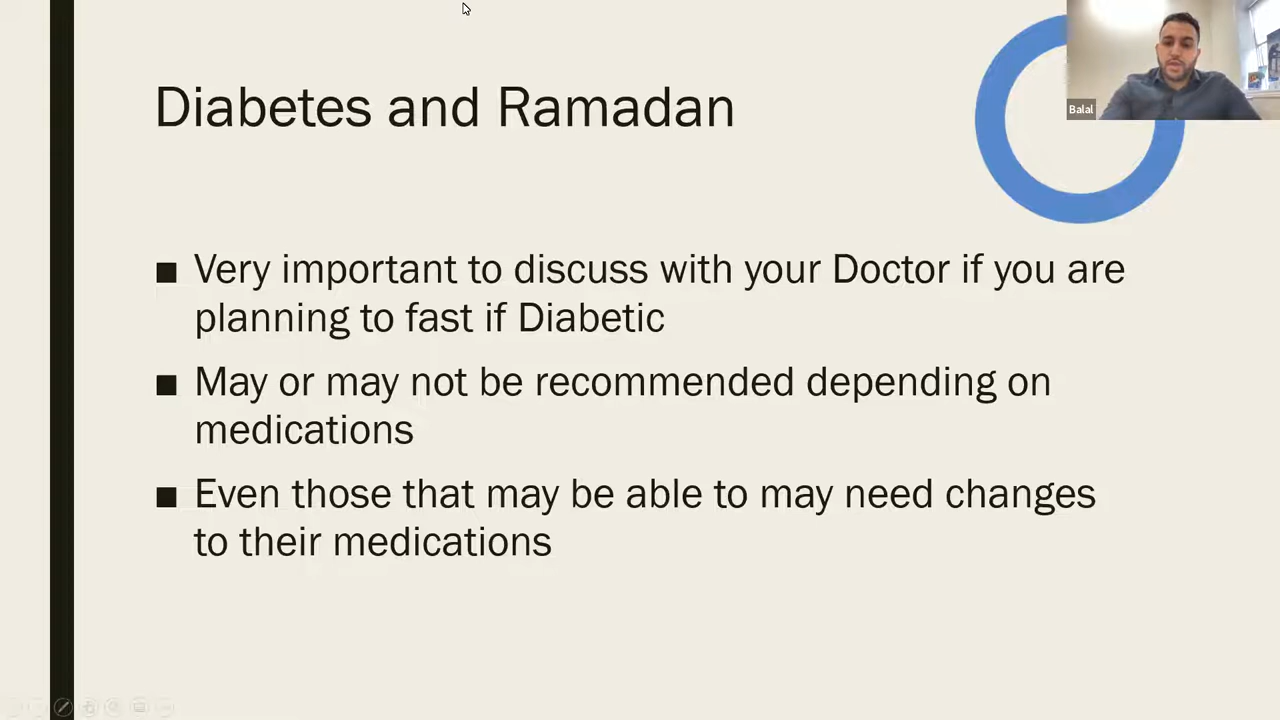 Diabetes and Ramadan
Balal
■ Very important to discuss with your Doctor if you are
planning to fast if Diabetic
■ May or may not be recommended depending on
medications
■ Even those that may be able to may need changes
to their medications